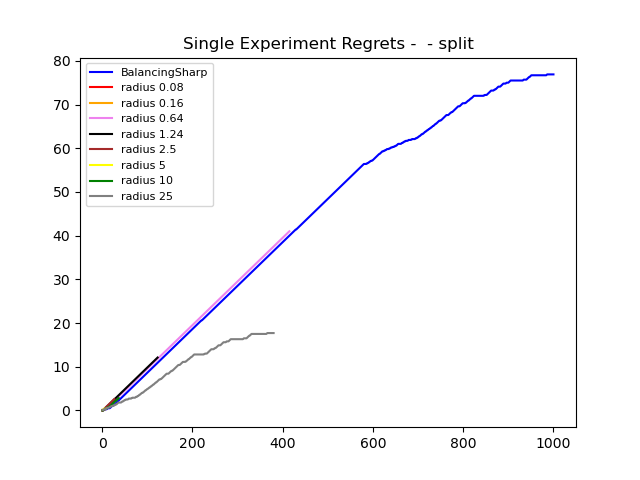 Single Experiment Regrets -  - split
80
70
60
50
40
30
20
10
0
BalancingSharp
radius 0.08
radius 0.16
radius 0.64
radius 1.24
radius 2.5
radius 5
radius 10
radius 25
0 200 400 600 800 1000